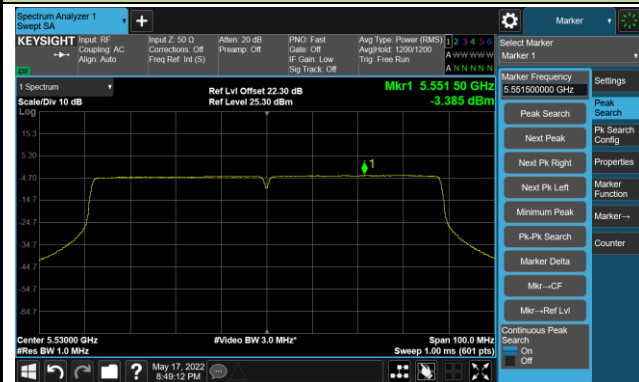 Spectrum Analyzer 1
Swept SA
+
Marker
KEYSIGHT
Input: RF
Coupling: AC
Align: Auto
Input Z: 50 Ω
Corrections: Off
Freq Ref: Int (S)
Atten: 20 dB
Preamp: Off
PNO: Fast
Gate: Off
IF Gain: Low
Sig Track: Off
Avg Type: Power (RMS)
Avg|Hold: 1200/1200
Trig: Free Run
1 2 3 4 5 6
A W W W W W
A N N N N N
LXI
Select Marker
Marker 1
1 Spectrum
Scale/Div 10 dB
Log
Ref Lvl Offset 22.30 dB
Ref Level 25.30 dBm
Mkr1 5.551 50 GHz
-3.385 dBm
15.3
5.30
-4.70
-14.7
-24.7
-34.7
-44.7
-54.7
-64.7
1
Center 5.53000 GHz
#Res BW 1.0 MHz
#Video BW 3.0 MHz*
Span 100.0 MHz
Sweep 1.00 ms (601 pts)
Marker Frequency
5.551500000 GHz
Peak Search
Next Peak
Next Pk Right
Next Pk Left
Minimum Peak
Pk-Pk Search
Marker Delta
Mkr→CF
Mkr→Ref Lvl
Continuous Peak
Search
On
Off
Settings
Peak
Search
Pk Search
Config
Properties
Marker
Function
Marker→
Counter
?
May 17, 2022
8:49:12 PM